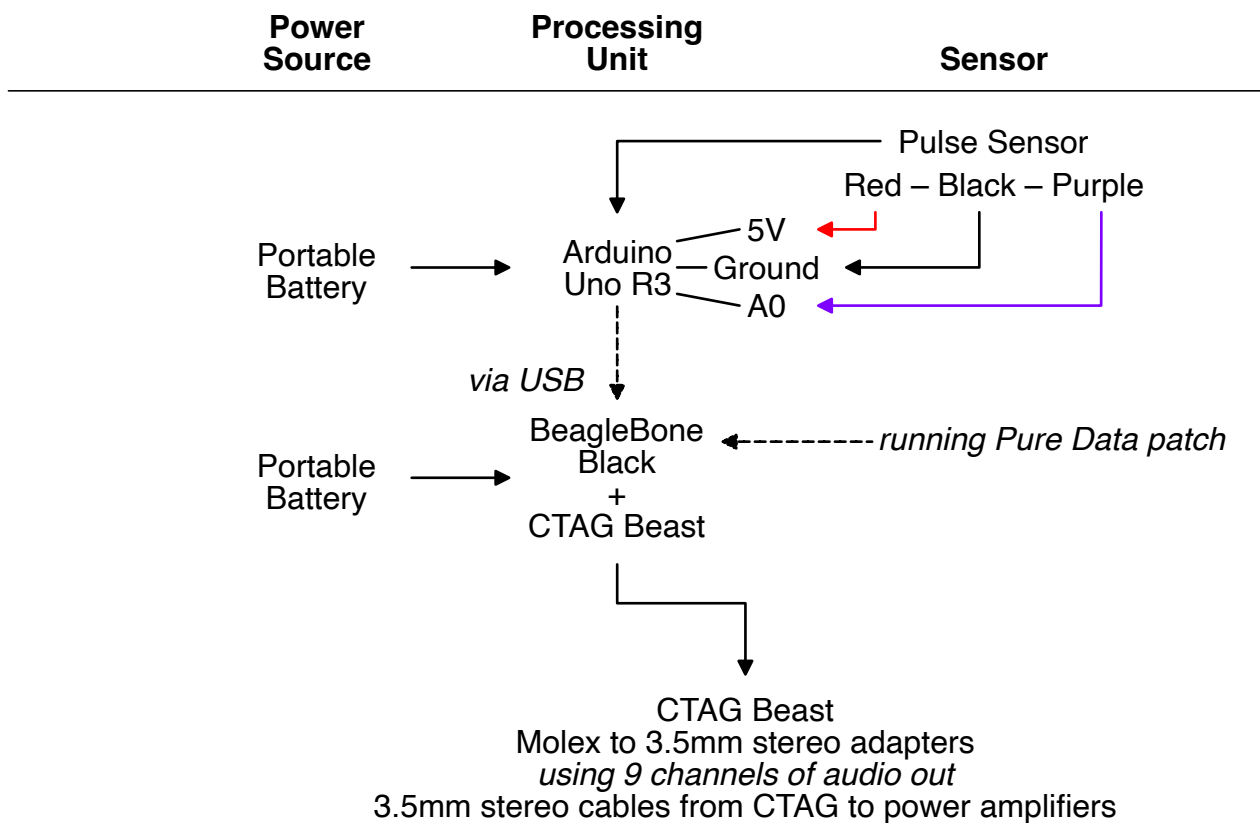 Power Source
Processing Unit
Sensor
Pulse Sensor
Red – Black – Purple
Portable
Battery
Arduino
Uno R3
5V
Ground
A0
via USB
Portable
Battery
BeagleBone
Black
+
CTAG Beast
running Pure Data patch
CTAG Beast
Molex to 3.5mm stereo adapters
using 9 channels of audio out
3.5mm stereo cables from CTAG to power amplifiers